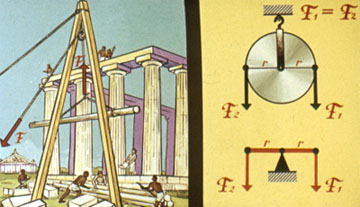 F
F
F₁ = F₂
r r
F₂ F₁
r r
F₂ F₁